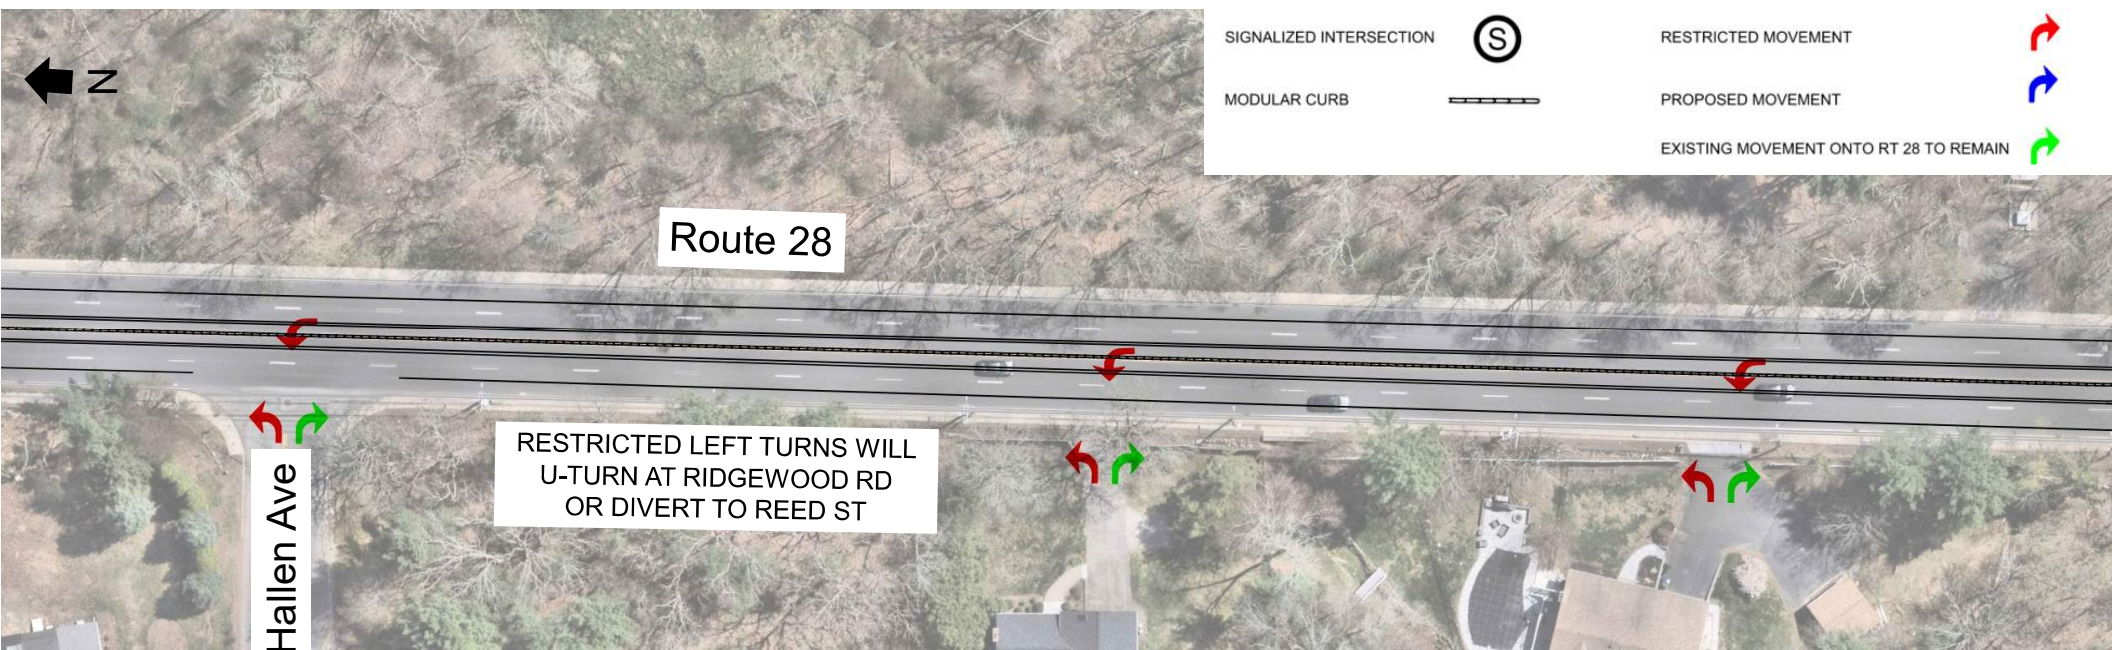 N
SIGNALIZED INTERSECTION
S
RESTRICTED MOVEMENT
MODULAR CURB
PROPOSED MOVEMENT
EXISTING MOVEMENT ONTO RT 28 TO REMAIN
Route 28
RESTRICTED LEFT TURNS WILL
U-TURN AT RIDGEWOOD RD
OR DIVERT TO REED ST
Hallen Ave